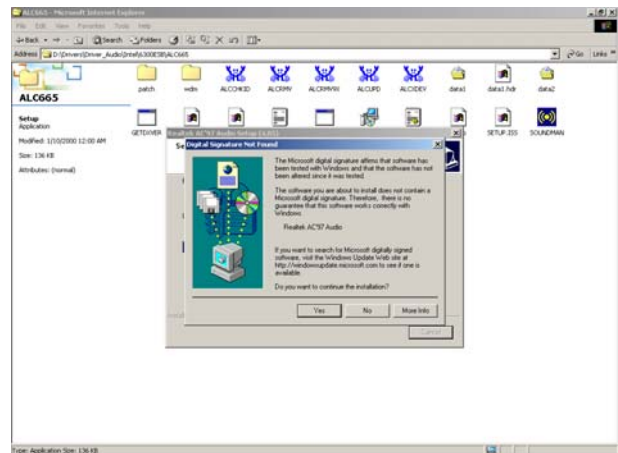 ALC665 - Microsoft Internet Explorer
File Edit View Favorites Tools Help
Back Search Folders
Address D:\Drivers\Driver_Audio\Intel\6300ESB\ALC665 Go Links
ALC665
Setup
Application
Modified: 1/10/2000 12:00 AM
Size: 136 KB
Attributes: (normal)
patch wdm ALCCHKID ALCRMV ALCRMV9X ALCUPD ALCXDEV data1 data1.hdr data2
SETUP.ISS SOUNDMAN
Realtek AC'97 Audio Setup
Digital Signature Not Found
The Microsoft digital signature affirms that software has
been tested with Windows and that the software has not
been altered since it was tested.
The software you are about to install does not contain a
Microsoft digital signature. Therefore, there is no
guarantee that this software works correctly with
Windows.
Realtek AC'97 Audio
If you want to search for Microsoft digitally signed
software, visit the Windows Update Web site at
http://windowsupdate.microsoft.com to see if one is
available.
Do you want to continue the installation?
Yes No More Info
Cancel
Type: Application Size: 136 KB